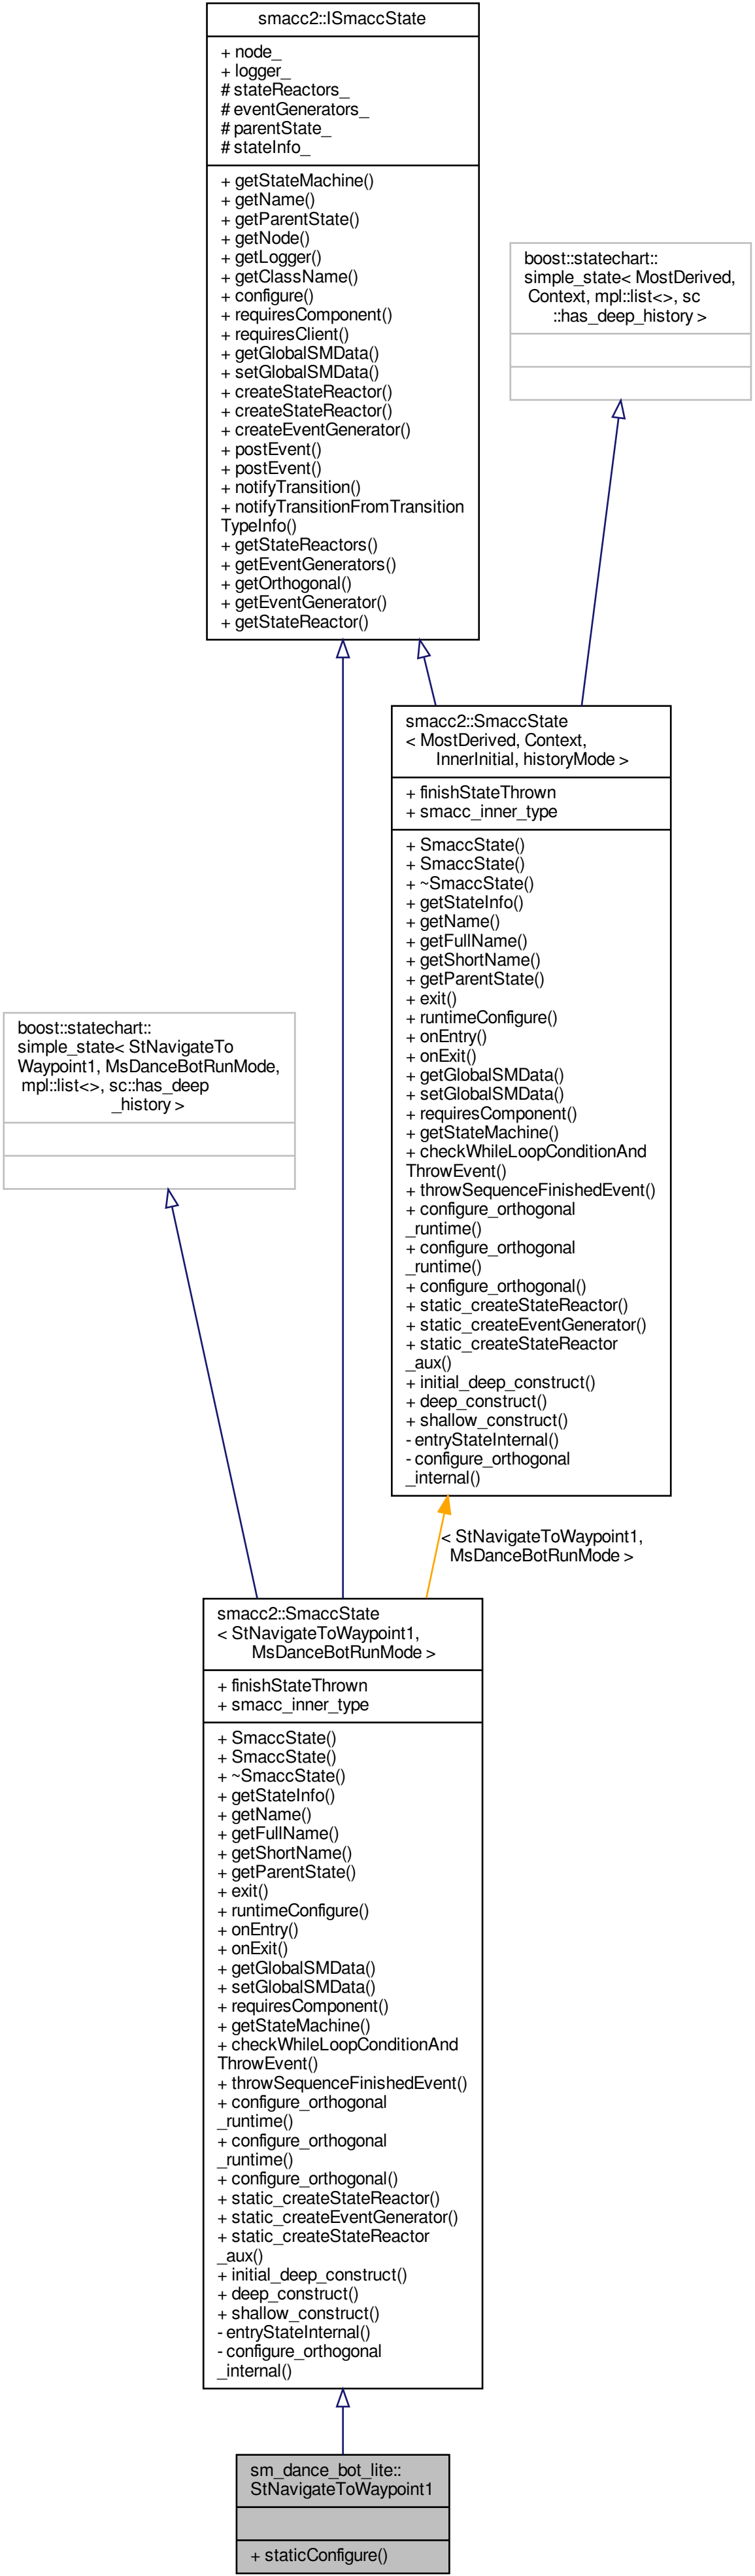 smacc2::ISmaccState
+ node_
+ logger_
# stateReactors_
# eventGenerators_
# parentState_
# stateInfo_
+ getStateMachine()
+ getName()
+ getParentState()
+ getNode()
+ getLogger()
+ getClassName()
+ configure()
+ requiresComponent()
+ requiresClient()
+ getGlobalSMData()
+ setGlobalSMData()
+ createStateReactor()
+ createStateReactor()
+ createEventGenerator()
+ postEvent()
+ postEvent()
+ notifyTransition()
+ notifyTransitionFromTransition
TypeInfo()
+ getStateReactors()
+ getEventGenerators()
+ getOrthogonal()
+ getEventGenerator()
+ getStateReactor()
boost::statechart::
simple_state< MostDerived,
Context, mpl::list<>, sc
::has_deep_history >
smacc2::SmaccState
< MostDerived, Context,
InnerInitial, historyMode >
+ finishStateThrown
+ smacc_inner_type
+ SmaccState()
+ SmaccState()
+ ~SmaccState()
+ getStateInfo()
+ getName()
+ getFullName()
+ getShortName()
+ getParentState()
+ exit()
+ runtimeConfigure()
+ onEntry()
+ onExit()
+ getGlobalSMData()
+ setGlobalSMData()
+ requiresComponent()
+ getStateMachine()
+ checkWhileLoopConditionAnd
ThrowEvent()
+ throwSequenceFinishedEvent()
+ configure_orthogonal
_runtime()
+ configure_orthogonal
_runtime()
+ configure_orthogonal()
+ static_createStateReactor()
+ static_createEventGenerator()
+ static_createStateReactor
_aux()
+ initial_deep_construct()
+ deep_construct()
+ shallow_construct()
- entryStateInternal()
- configure_orthogonal
_internal()
boost::statechart::
simple_state< StNavigateTo
Waypoint1, MsDanceBotRunMode,
mpl::list<>, sc::has_deep
_history >
< StNavigateToWaypoint1,
MsDanceBotRunMode >
smacc2::SmaccState
< StNavigateToWaypoint1,
MsDanceBotRunMode >
+ finishStateThrown
+ smacc_inner_type
+ SmaccState()
+ SmaccState()
+ ~SmaccState()
+ getStateInfo()
+ getName()
+ getFullName()
+ getShortName()
+ getParentState()
+ exit()
+ runtimeConfigure()
+ onEntry()
+ onExit()
+ getGlobalSMData()
+ setGlobalSMData()
+ requiresComponent()
+ getStateMachine()
+ checkWhileLoopConditionAnd
ThrowEvent()
+ throwSequenceFinishedEvent()
+ configure_orthogonal
_runtime()
+ configure_orthogonal
_runtime()
+ configure_orthogonal()
+ static_createStateReactor()
+ static_createEventGenerator()
+ static_createStateReactor
_aux()
+ initial_deep_construct()
+ deep_construct()
+ shallow_construct()
- entryStateInternal()
- configure_orthogonal
_internal()
sm_dance_bot_lite::
StNavigateToWaypoint1
+ staticConfigure()